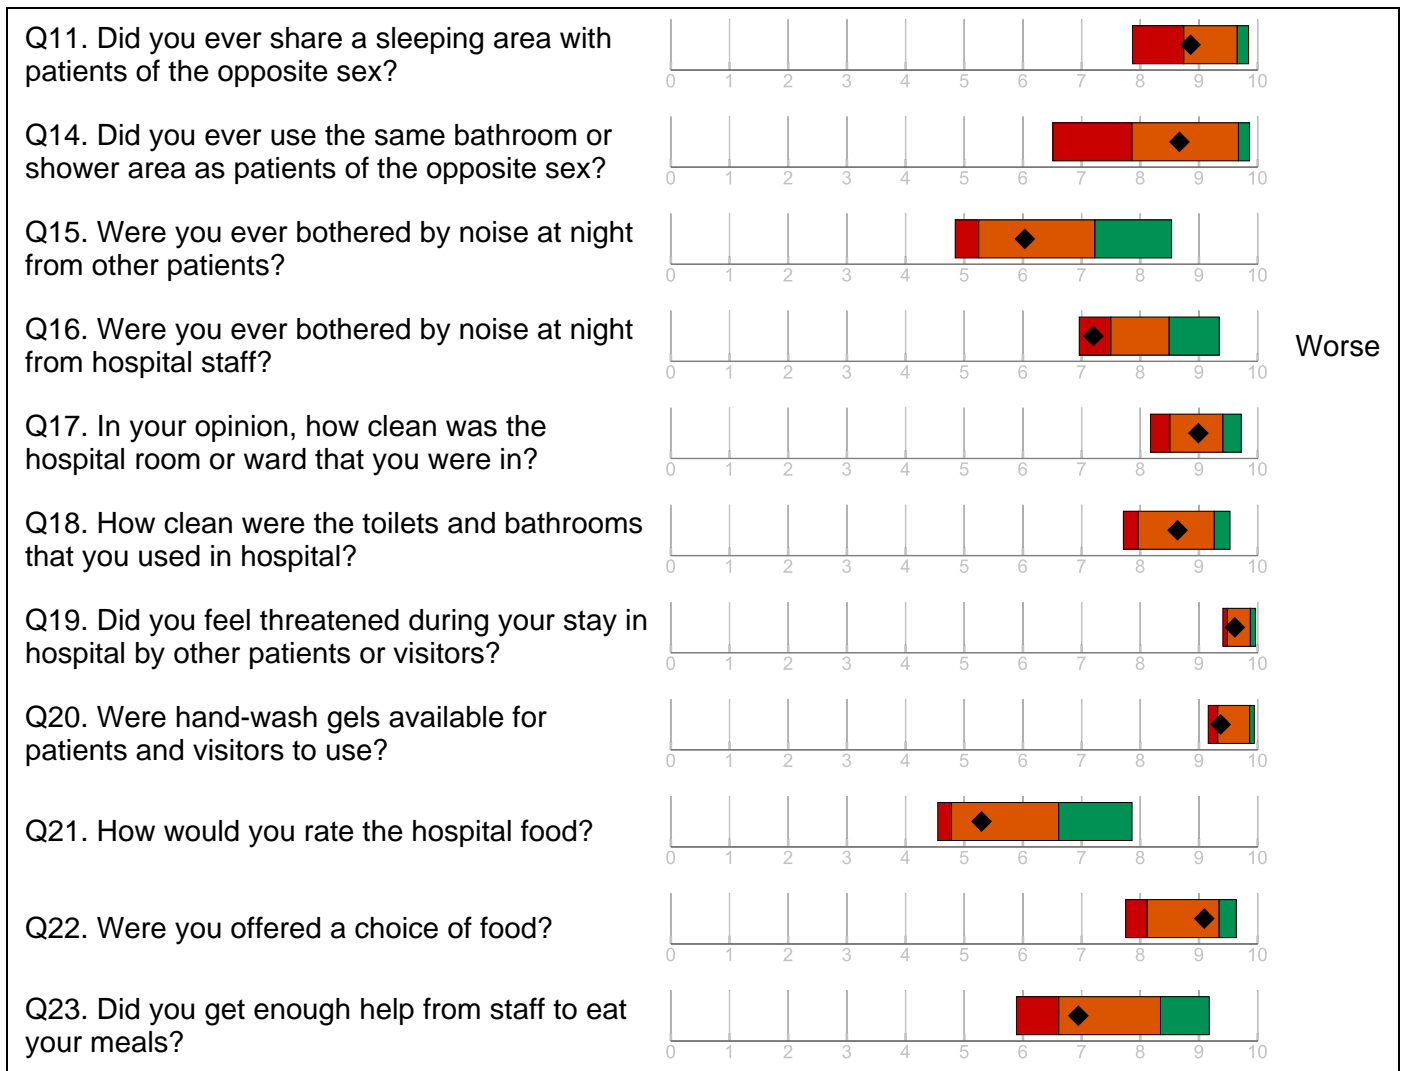 Q11. Did you ever share a sleeping area with
patients of the opposite sex?
0 1 2 3 4 5 6 7 8 9 10
Q14. Did you ever use the same bathroom or
shower area as patients of the opposite sex?
0 1 2 3 4 5 6 7 8 9 10
Q15. Were you ever bothered by noise at night
from other patients?
0 1 2 3 4 5 6 7 8 9 10
Q16. Were you ever bothered by noise at night
from hospital staff?
Worse
0 1 2 3 4 5 6 7 8 9 10
Q17. In your opinion, how clean was the
hospital room or ward that you were in?
0 1 2 3 4 5 6 7 8 9 10
Q18. How clean were the toilets and bathrooms
that you used in hospital?
0 1 2 3 4 5 6 7 8 9 10
Q19. Did you feel threatened during your stay in
hospital by other patients or visitors?
0 1 2 3 4 5 6 7 8 9 10
Q20. Were hand-wash gels available for
patients and visitors to use?
0 1 2 3 4 5 6 7 8 9 10
Q21. How would you rate the hospital food?
0 1 2 3 4 5 6 7 8 9 10
Q22. Were you offered a choice of food?
0 1 2 3 4 5 6 7 8 9 10
Q23. Did you get enough help from staff to eat
your meals?
0 1 2 3 4 5 6 7 8 9 10